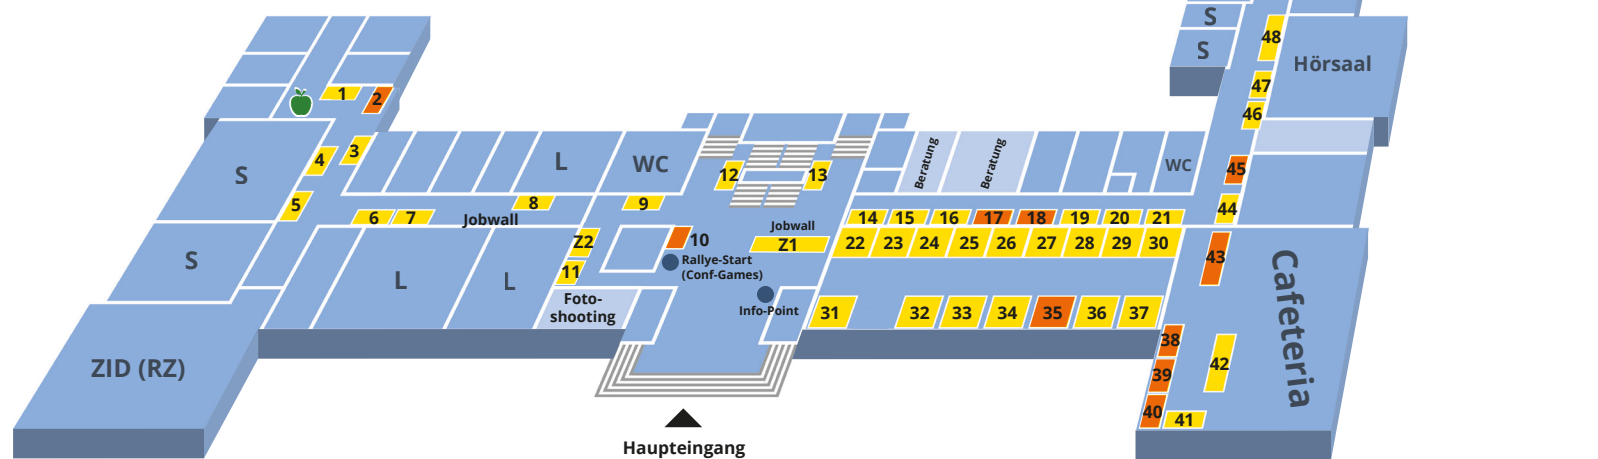 S
S
48
Hörsaal
47
46
1
2
3
4
5
S
S
L
WC
12
13
Beratung
Beratung
WC
45
44
6
7
8
9
Jobwall
Z2
11
10
Rallye-Start
(Conf-Games)
Jobwall
Z1
Info-Point
14
15
16
17
18
19
20
21
22
23
24
25
26
27
28
29
30
31
32
33
34
35
36
37
L
L
Foto-
shooting
43
Cafeteria
38
39
40
41
42
ZID (RZ)
Haupteingang